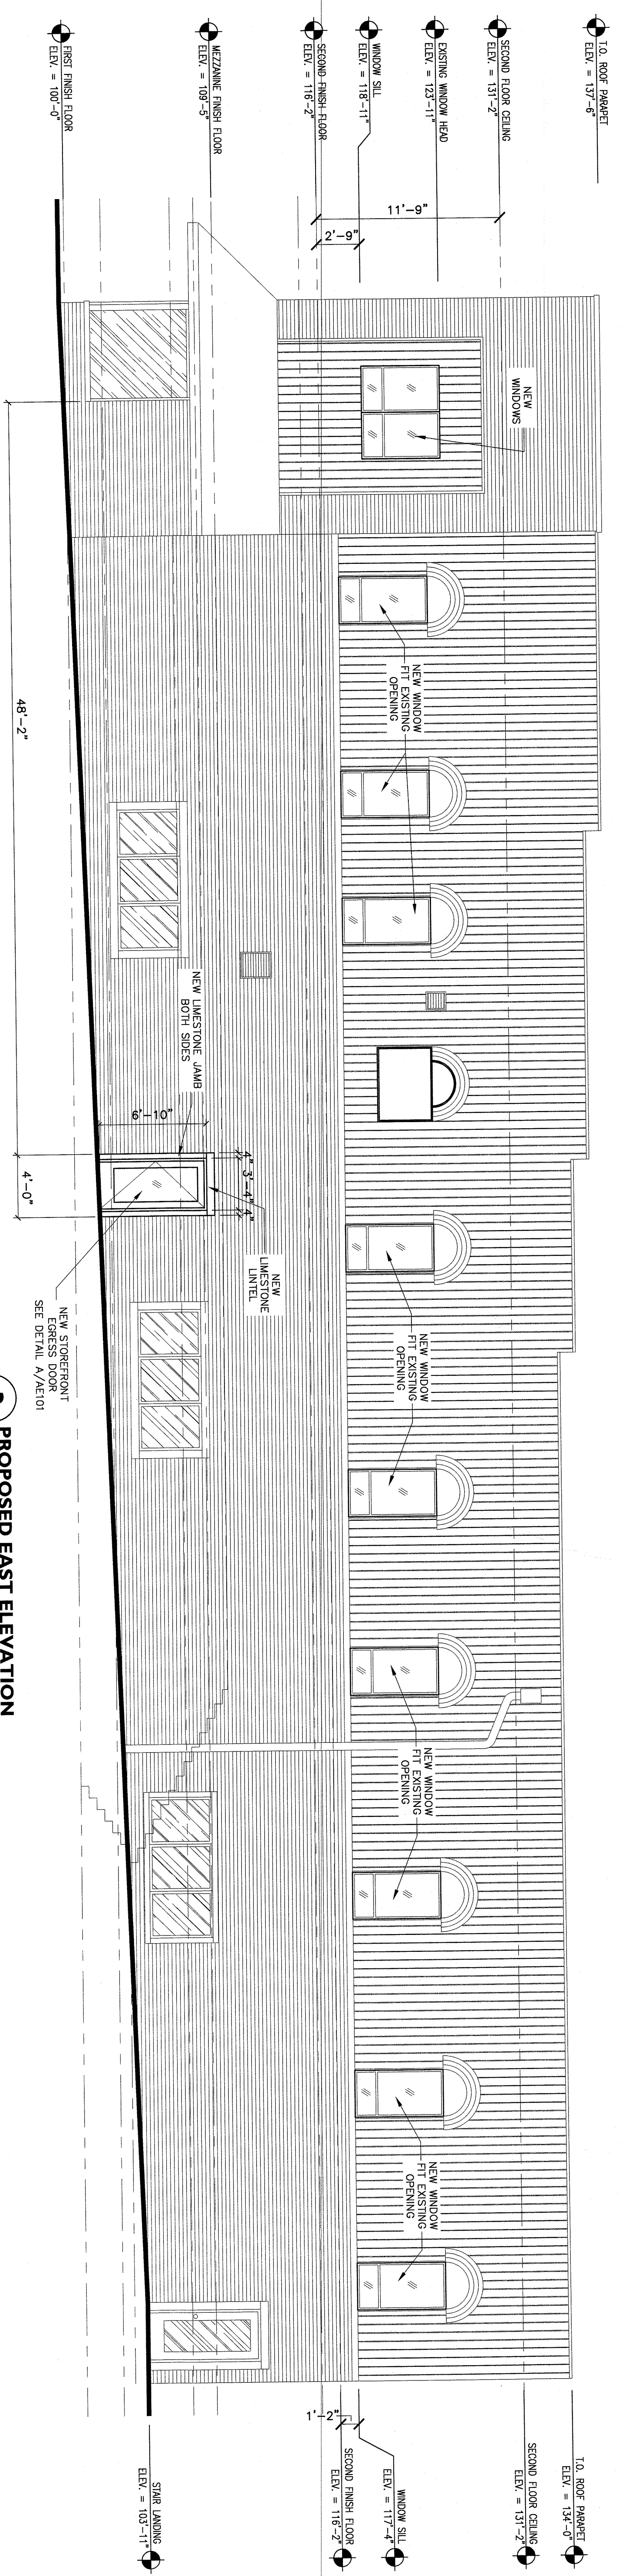 T.O. ROOF PARAPET
ELEV. = 137'-6"
SECOND FLOOR CEILING
ELEV. = 131'-2"
EXISTING WINDOW HEAD
ELEV. = 123'-11"
WINDOW SILL
ELEV. = 118'-11"
SECOND FINISH FLOOR
ELEV. = 116'-2"
MEZZANINE FINISH FLOOR
ELEV. = 109'-5"
FIRST FINISH FLOOR
ELEV. = 100'-0"
11'-9"
2'-9"
NEW
WINDOWS
NEW WINDOW
FIT EXISTING
OPENING
48'-2"
NEW LIMESTONE JAMB
BOTH SIDES
6'-10"
4"
3'-4"
4"
4'-0"
NEW
LIMESTONE
LINTEL
NEW STOREFRONT
EGRESS DOOR
SEE DETAIL A/AE101
NEW WINDOW
FIT EXISTING
OPENING
NEW WINDOW
FIT EXISTING
OPENING
NEW WINDOW
FIT EXISTING
OPENING
PROPOSED EAST ELEVATION
1'-2"
T.O. ROOF PARAPET
ELEV. = 134'-0"
SECOND FLOOR CEILING
ELEV. = 131'-2"
WINDOW SILL
ELEV. = 117'-4"
SECOND FINISH FLOOR
ELEV. = 116'-2"
STAIR LANDING
ELEV. = 103'-11"